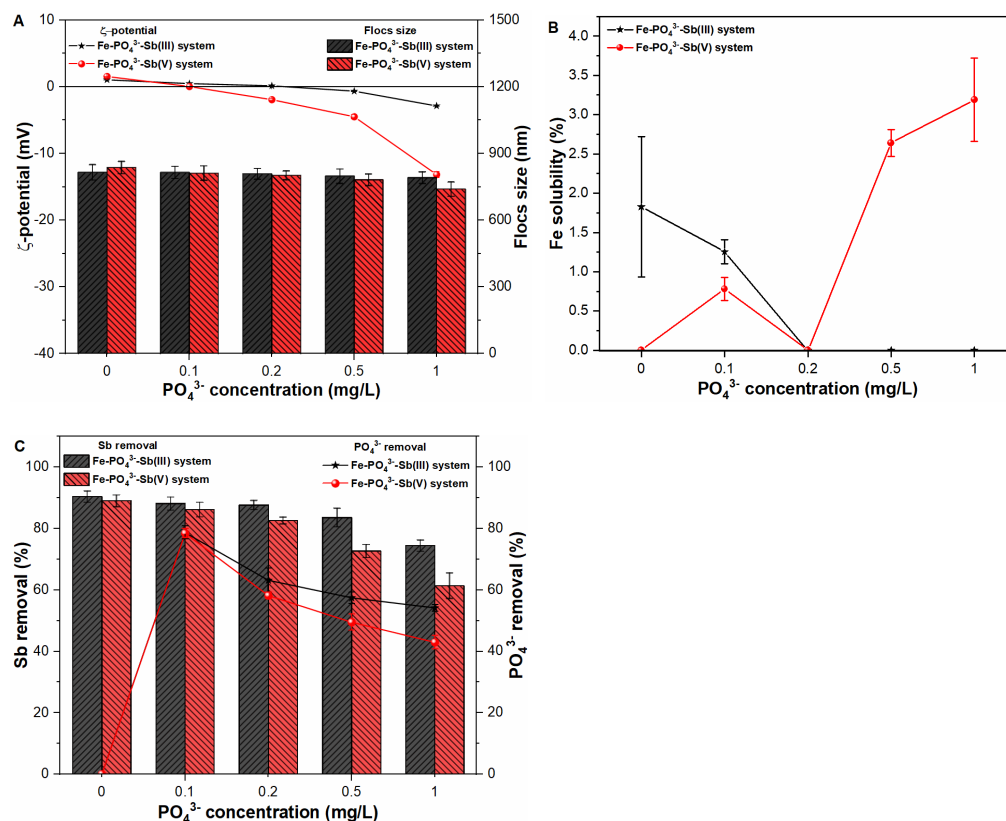 A
ζ-potential
Fe-PO₄³⁻-Sb(III) system
Fe-PO₄³⁻-Sb(V) system
Flocs size
Fe-PO₄³⁻-Sb(III) system
Fe-PO₄³⁻-Sb(V) system
10
0
-10
-20
-30
-40
ζ-potential (mV)
1500
1200
900
600
300
0
Flocs size (nm)
0 0.1 0.2 0.5 1
PO₄³⁻ concentration (mg/L)
B
Fe-PO₄³⁻-Sb(III) system
Fe-PO₄³⁻-Sb(V) system
4.0
3.5
3.0
2.5
2.0
1.5
1.0
0.5
0.0
Fe solubility (%)
0 0.1 0.2 0.5 1
PO₄³⁻ concentration (mg/L)
C
Sb removal
Fe-PO₄³⁻-Sb(III) system
Fe-PO₄³⁻-Sb(V) system
PO₄³⁻ removal
Fe-PO₄³⁻-Sb(III) system
Fe-PO₄³⁻-Sb(V) system
100
80
60
40
20
0
Sb removal (%)
100
80
60
40
20
0
PO₄³⁻ removal (%)
0 0.1 0.2 0.5 1
PO₄³⁻ concentration (mg/L)